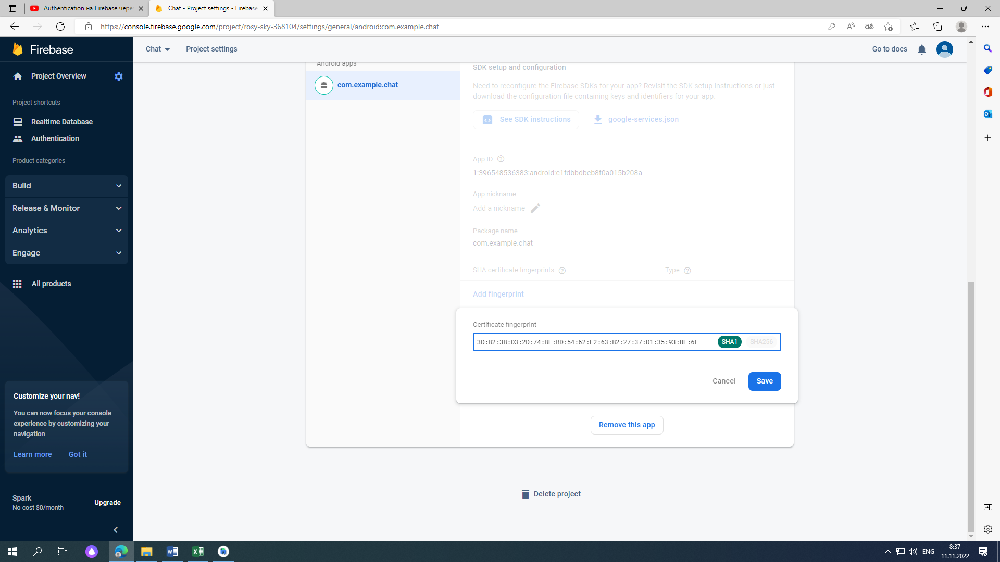 Authentication на Firebase чере
Chat - Project settings - Firebase
https://console.firebase.google.com/project/rosy-sky-368104/settings/general/android:com.example.chat
Firebase
Chat
Project settings
Go to docs
Project Overview
Project shortcuts
Realtime Database
Authentication
Product categories
Build
Release & Monitor
Analytics
Engage
All products
Customize your nav!
You can now focus your console
experience by customizing your
navigation
Learn more
Got it
Spark
No-cost $0/month
Upgrade
Android apps
com.example.chat
SDK setup and configuration
Need to reconfigure the Firebase SDKs for your app? Revisit the SDK setup instructions or just
download the configuration file containing keys and identifiers for your app.
See SDK instructions
google-services.json
App ID
1:396548536383:android:c1fdbbdbeb8f0a015b208a
App nickname
Add a nickname
Package name
com.example.chat
SHA certificate fingerprints
Type
Add fingerprint
Certificate fingerprint
3D:B2:3B:D3:2D:74:BE:BD:54:62:E2:63:B2:27:37:D1:35:93:BE:6F
SHA1
SHA256
Cancel
Save
Remove this app
Delete project
ENG
8:37
11.11.2022